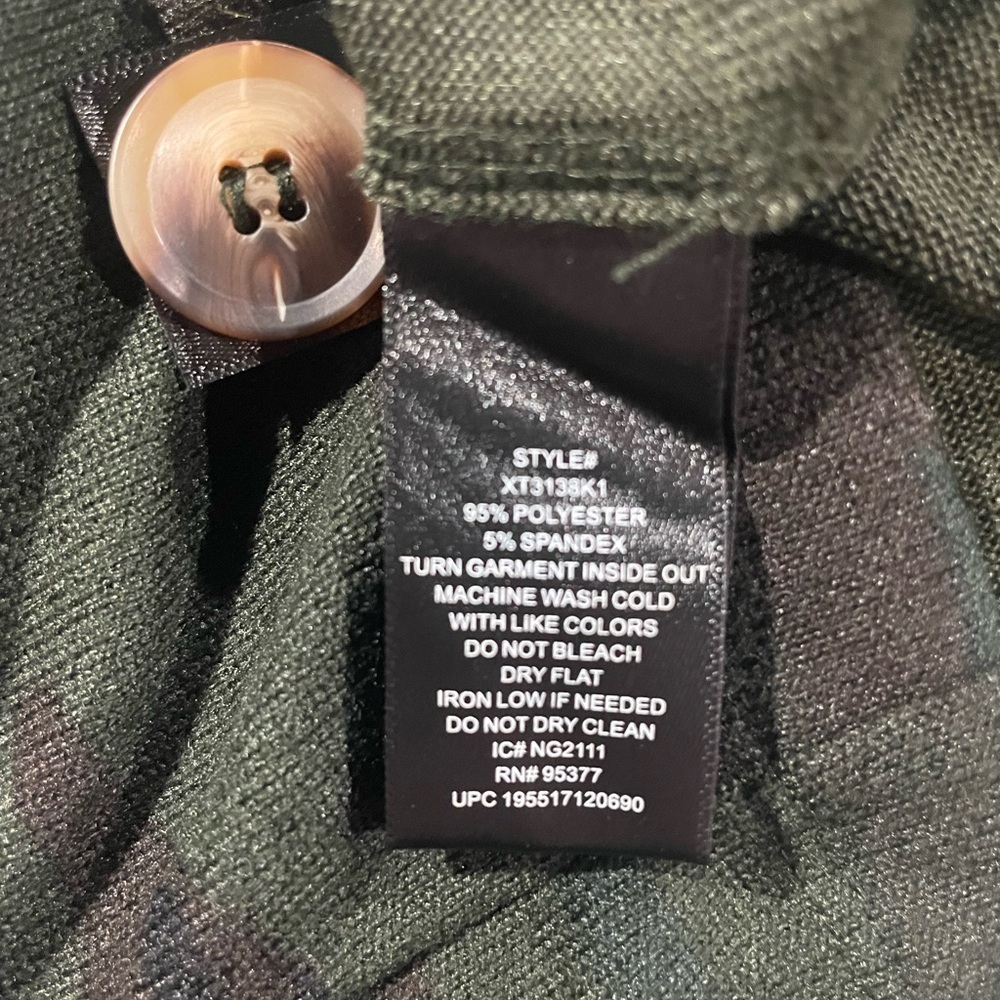 STYLE#
XT3138K1
95% POLYESTER
5% SPANDEX
TURN GARMENT INSIDE OUT
MACHINE WASH COLD
WITH LIKE COLORS
DO NOT BLEACH
DRY FLAT
IRON LOW IF NEEDED
DO NOT DRY CLEAN
IC# NG2111
RN# 95377
UPC 195517120690